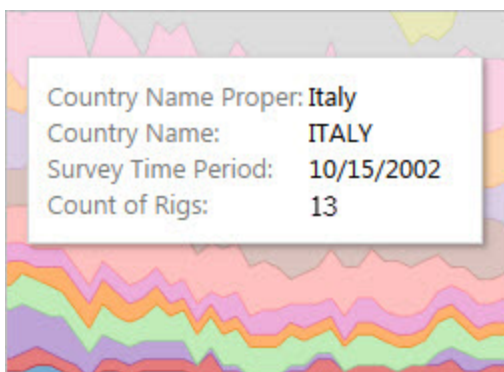 Country Name Proper: Italy
Country Name: ITALY
Survey Time Period: 10/15/2002
Count of Rigs: 13